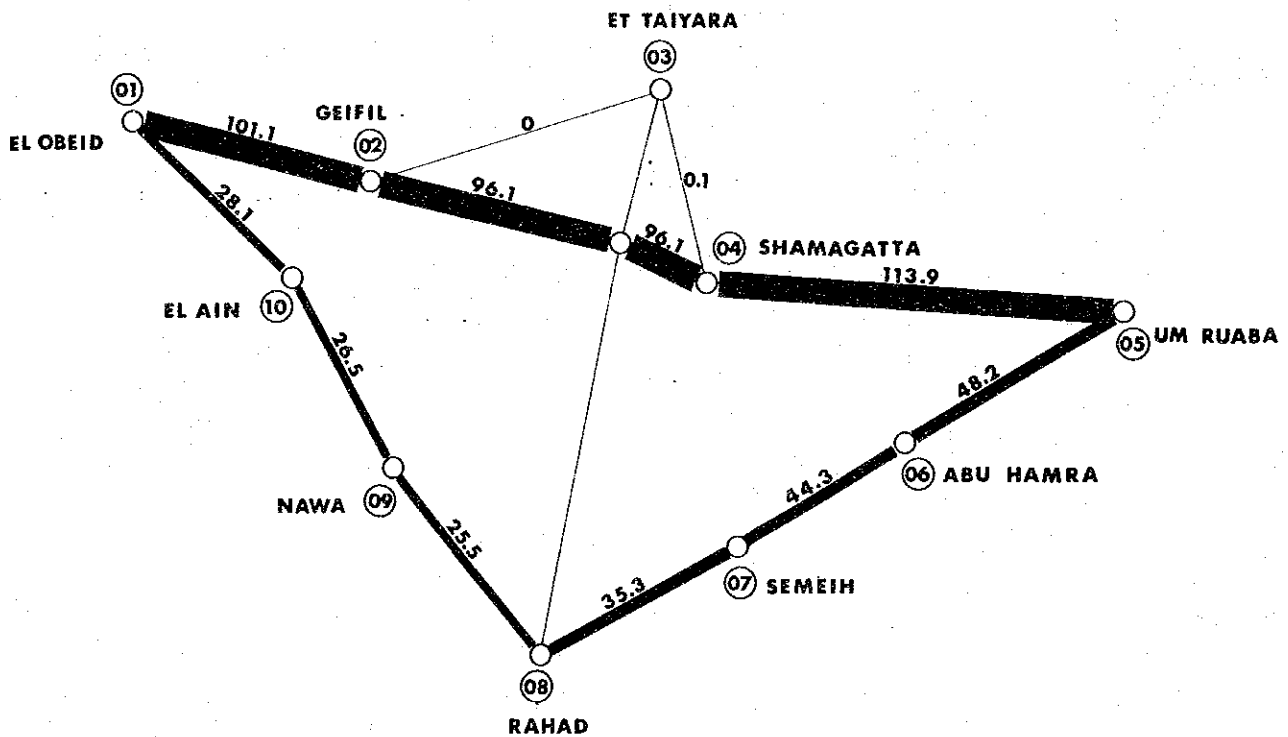 ET TAIYARA
03
01
EL OBEID
101.1
GEIFIL
02
0
96.1
0.1
96.1
04 SHAMAGATTA
113.9
05 UM RUABA
28.1
EL AIN 10
26.5
48.2
06 ABU HAMRA
44.3
NAWA 09
25.5
07 SEMEIH
35.3
08
RAHAD